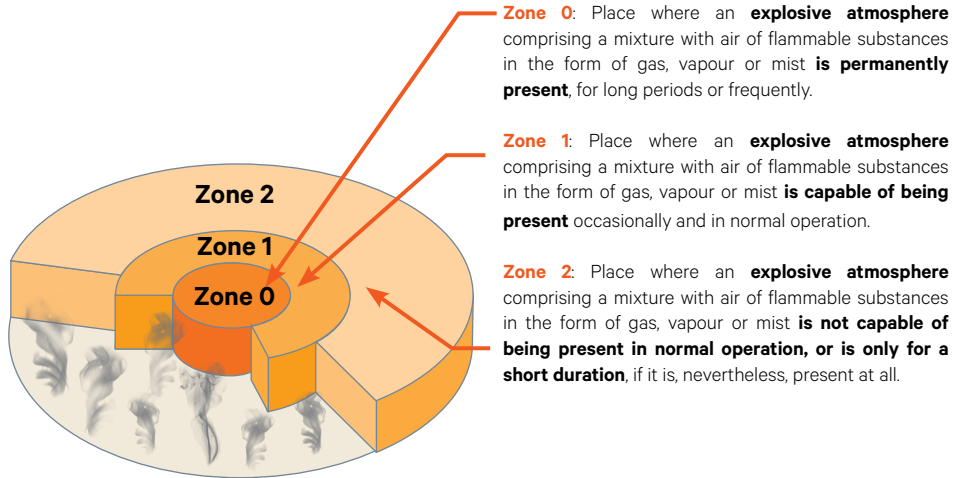 Zone 0: Place where an explosive atmosphere
comprising a mixture with air of flammable substances
in the form of gas, vapour or mist is permanently
present, for long periods or frequently.
Zone 1: Place where an explosive atmosphere
comprising a mixture with air of flammable substances
in the form of gas, vapour or mist is capable of being
present occasionally and in normal operation.
Zone 2: Place where an explosive atmosphere
comprising a mixture with air of flammable substances
in the form of gas, vapour or mist is not capable of
being present in normal operation, or is only for a
short duration, if it is, nevertheless, present at all.
Zone 2
Zone 1
Zone 0